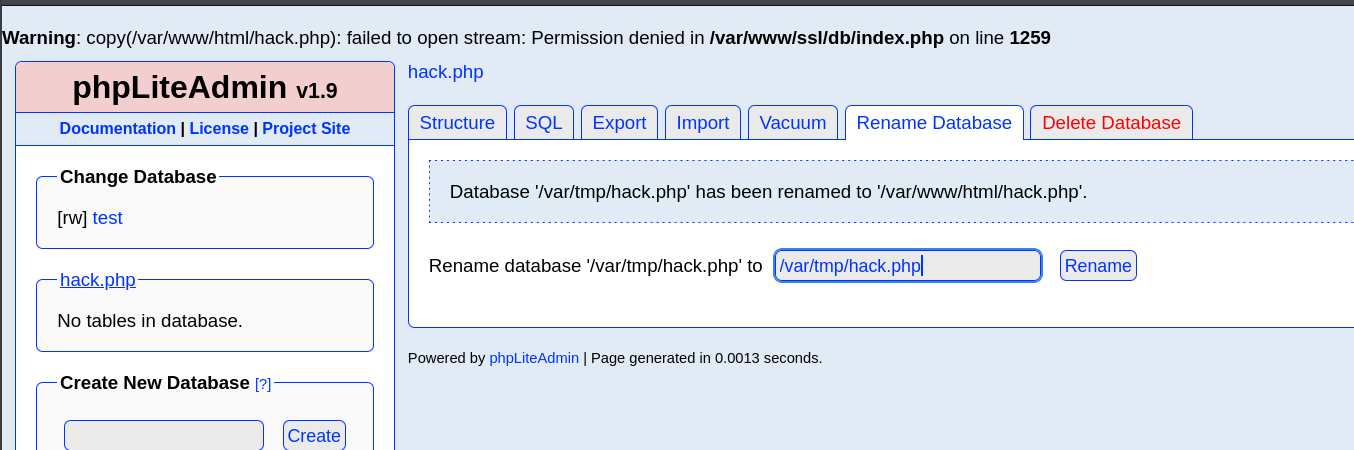 Warning: copy(/var/www/html/hack.php): failed to open stream: Permission denied in /var/www/ssl/db/index.php on line 1259
phpLiteAdmin v1.9
Documentation | License | Project Site
Change Database
[rw] test
hack.php
No tables in database.
Create New Database [?]
Create
hack.php
Structure
SQL
Export
Import
Vacuum
Rename Database
Delete Database
Database '/var/tmp/hack.php' has been renamed to '/var/www/html/hack.php'.
Rename database '/var/tmp/hack.php' to /var/tmp/hack.php Rename
Powered by phpLiteAdmin | Page generated in 0.0013 seconds.